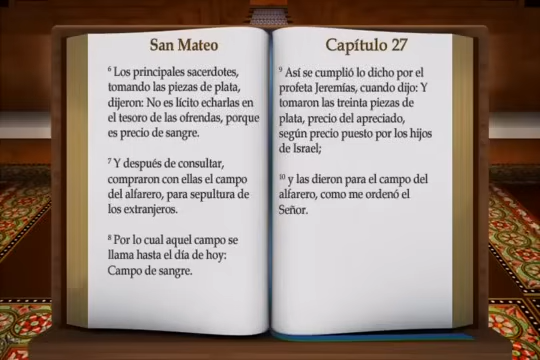 San Mateo
⁶ Los principales sacerdotes,
tomando las piezas de plata,
dijeron: No es lícito echarlas en
el tesoro de las ofrendas, porque
es precio de sangre.
⁷ Y después de consultar,
compraron con ellas el campo
del alfarero, para sepultura de
los extranjeros.
⁸ Por lo cual aquel campo se
llama hasta el día de hoy:
Campo de sangre.
Capítulo 27
⁹ Así se cumplió lo dicho por el
profeta Jeremías, cuando dijo: Y
tomaron las treinta piezas de
plata, precio del apreciado,
según precio puesto por los hijos
de Israel;
¹⁰ y las dieron para el campo del
alfarero, como me ordenó el
Señor.